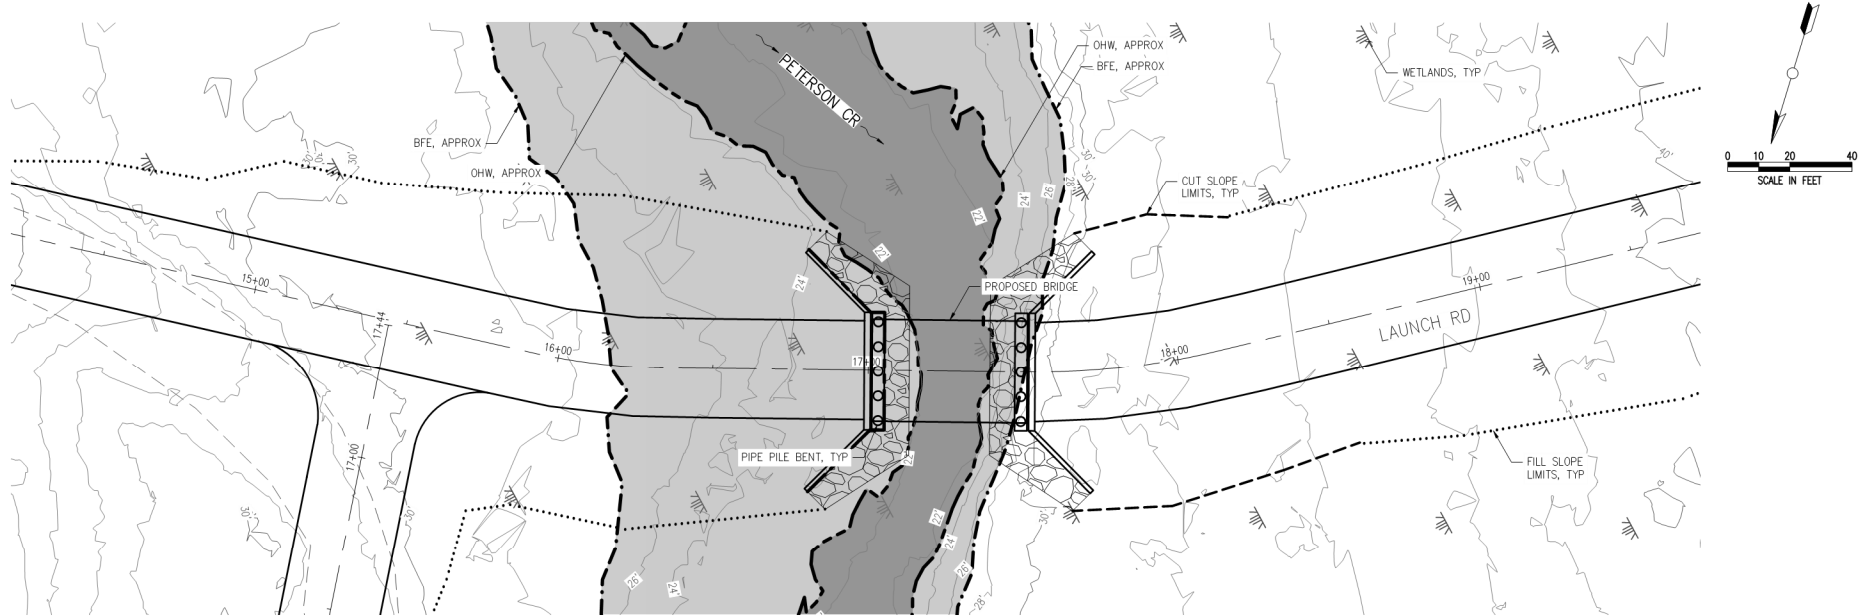 OHW, APPROX
BFE, APPROX
PETERSON CR
WETLANDS, TYP
BFE, APPROX
OHW, APPROX
CUT SLOPE
LIMITS, TYP
0 10 20 40
SCALE IN FEET
30'
30'
30'
30'
28'
40'
26'
24'
22'
22'
24'
15+00
17+44
16+00
17+00
18+00
19+00
PROPOSED BRIDGE
LAUNCH RD
PIPE PILE BENT, TYP
17+00
FILL SLOPE
LIMITS, TYP
22'
22'
24'
26'
28'
30'
26'
24'
30'
30'